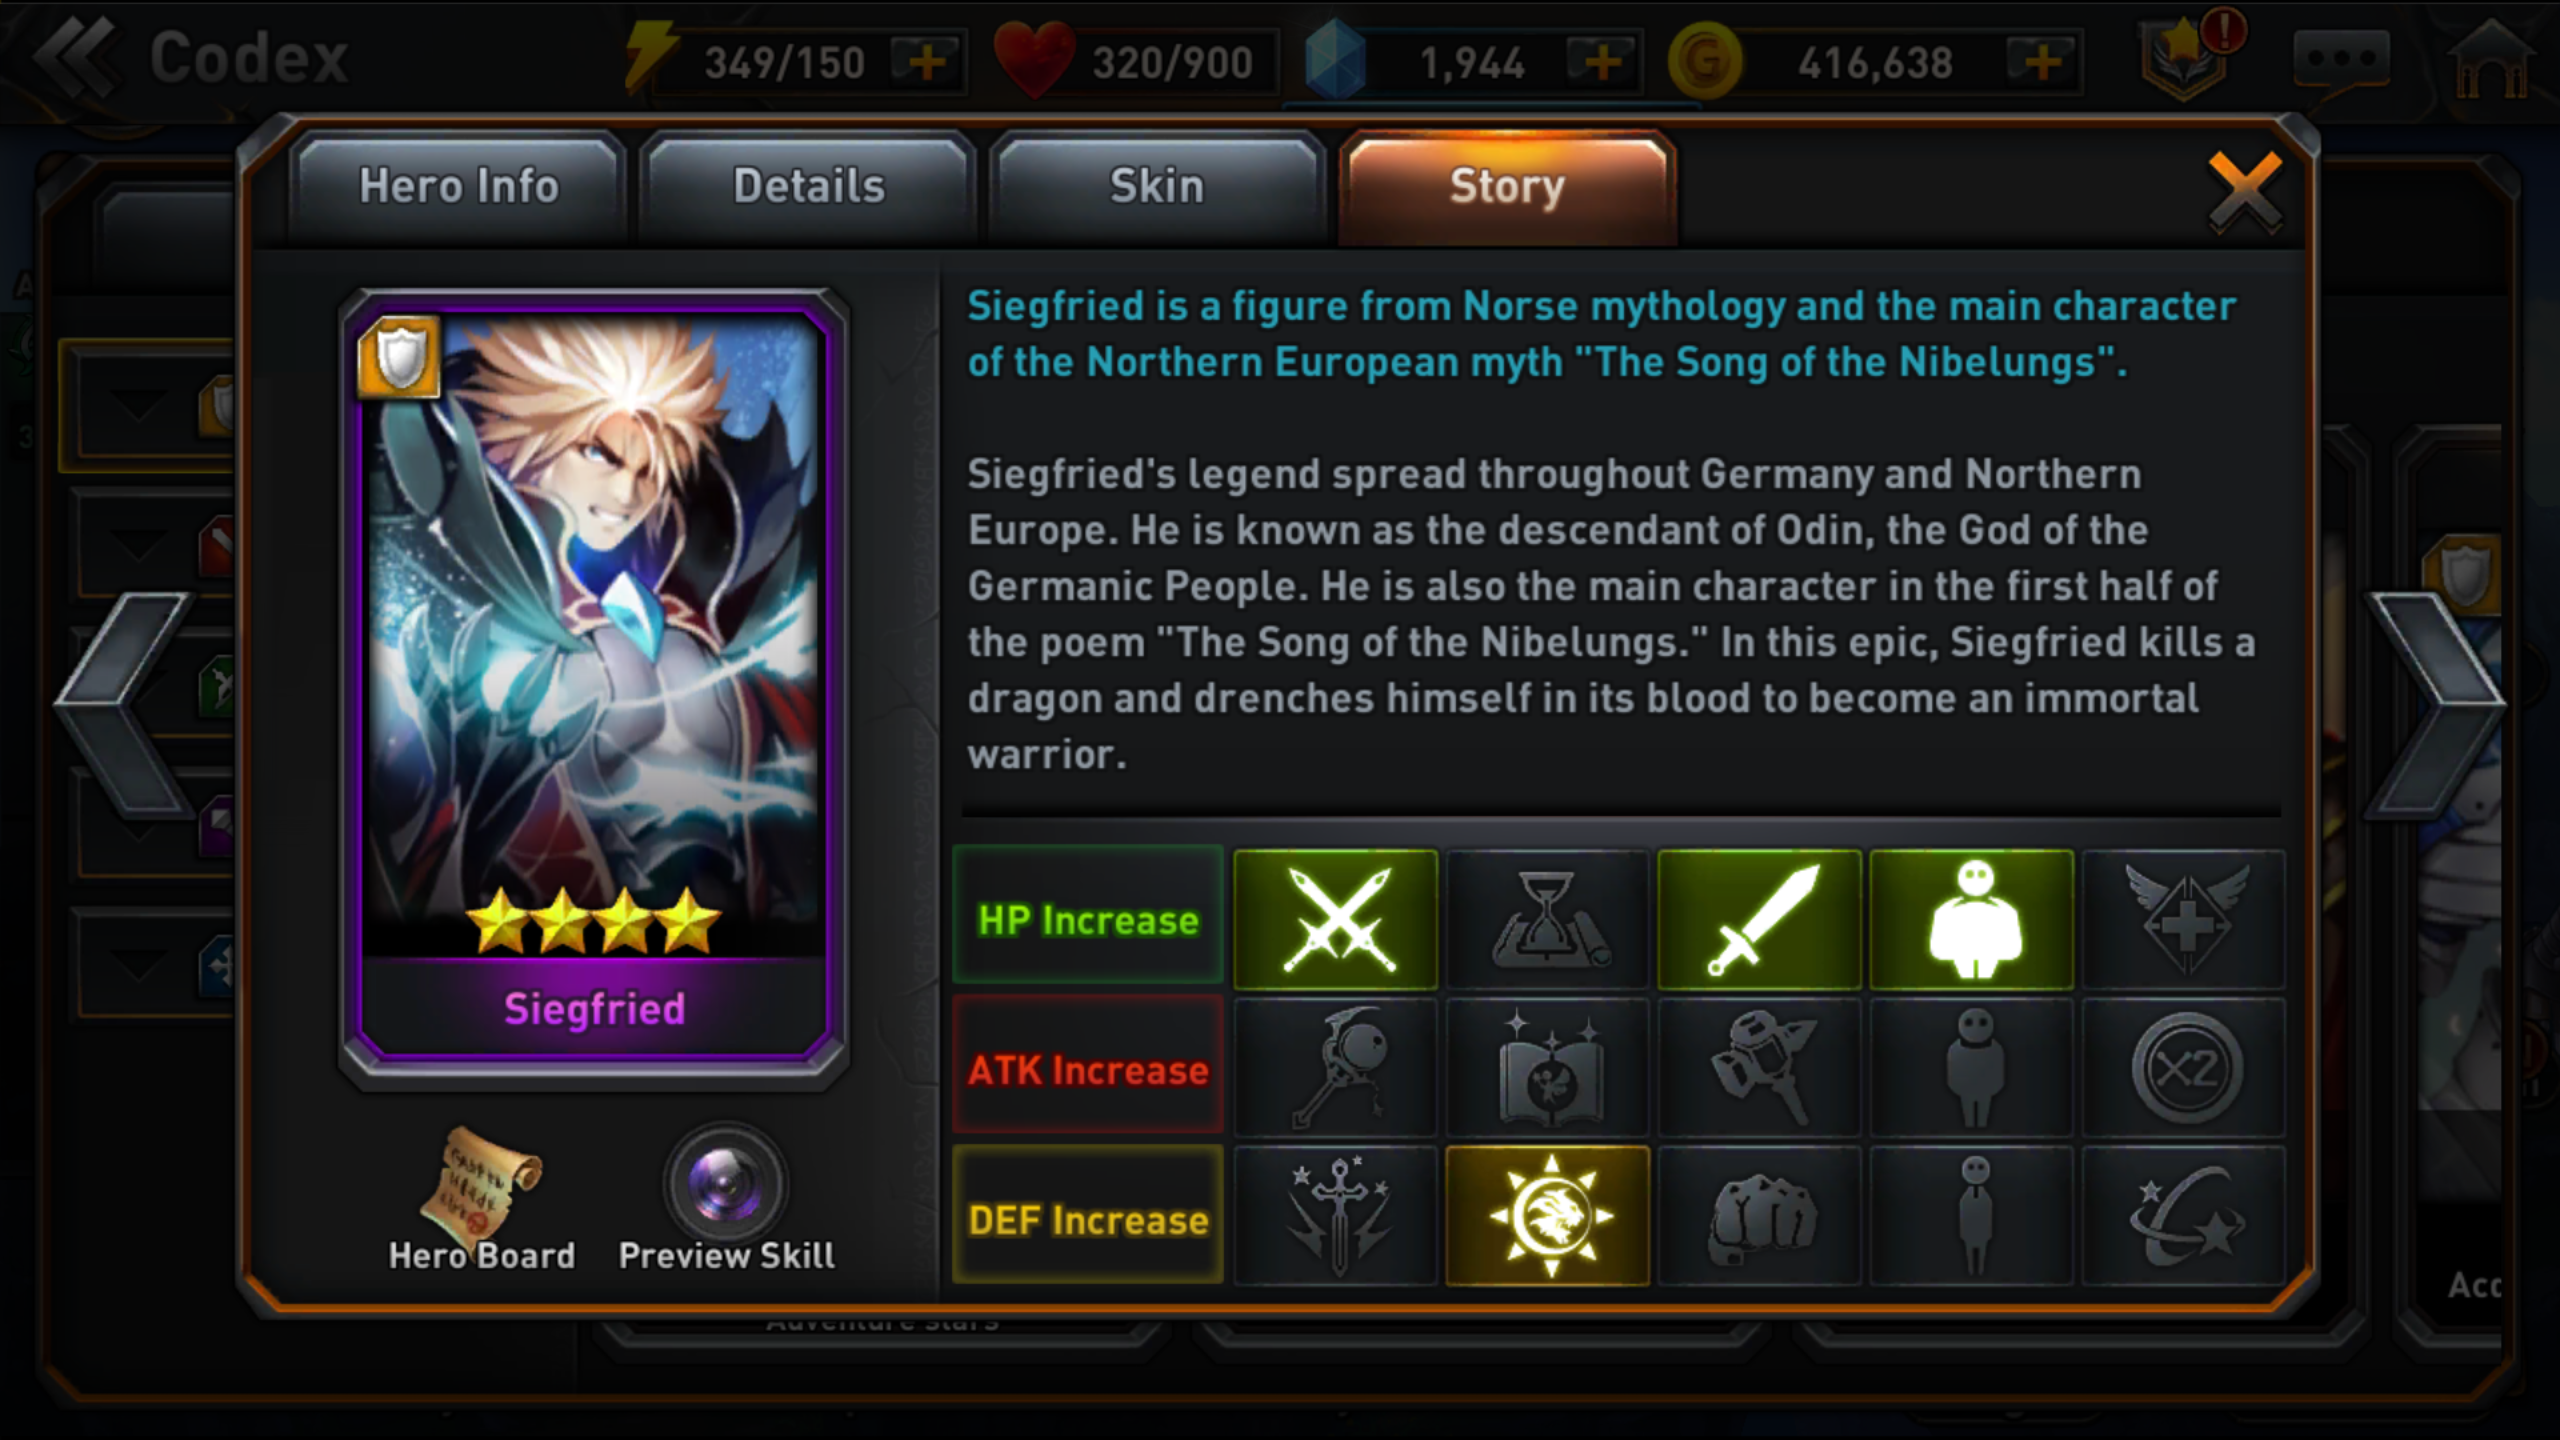 Codex
349/150
320/900
1,944
416,638
Hero Info
Details
Skin
Story
Siegfried is a figure from Norse mythology and the main character
of the Northern European myth "The Song of the Nibelungs".
Siegfried's legend spread throughout Germany and Northern
Europe. He is known as the descendant of Odin, the God of the
Germanic People. He is also the main character in the first half of
the poem "The Song of the Nibelungs." In this epic, Siegfried kills a
dragon and drenches himself in its blood to become an immortal
warrior.
Siegfried
Hero Board
Preview Skill
HP Increase
ATK Increase
X2
DEF Increase
Adventure Stars